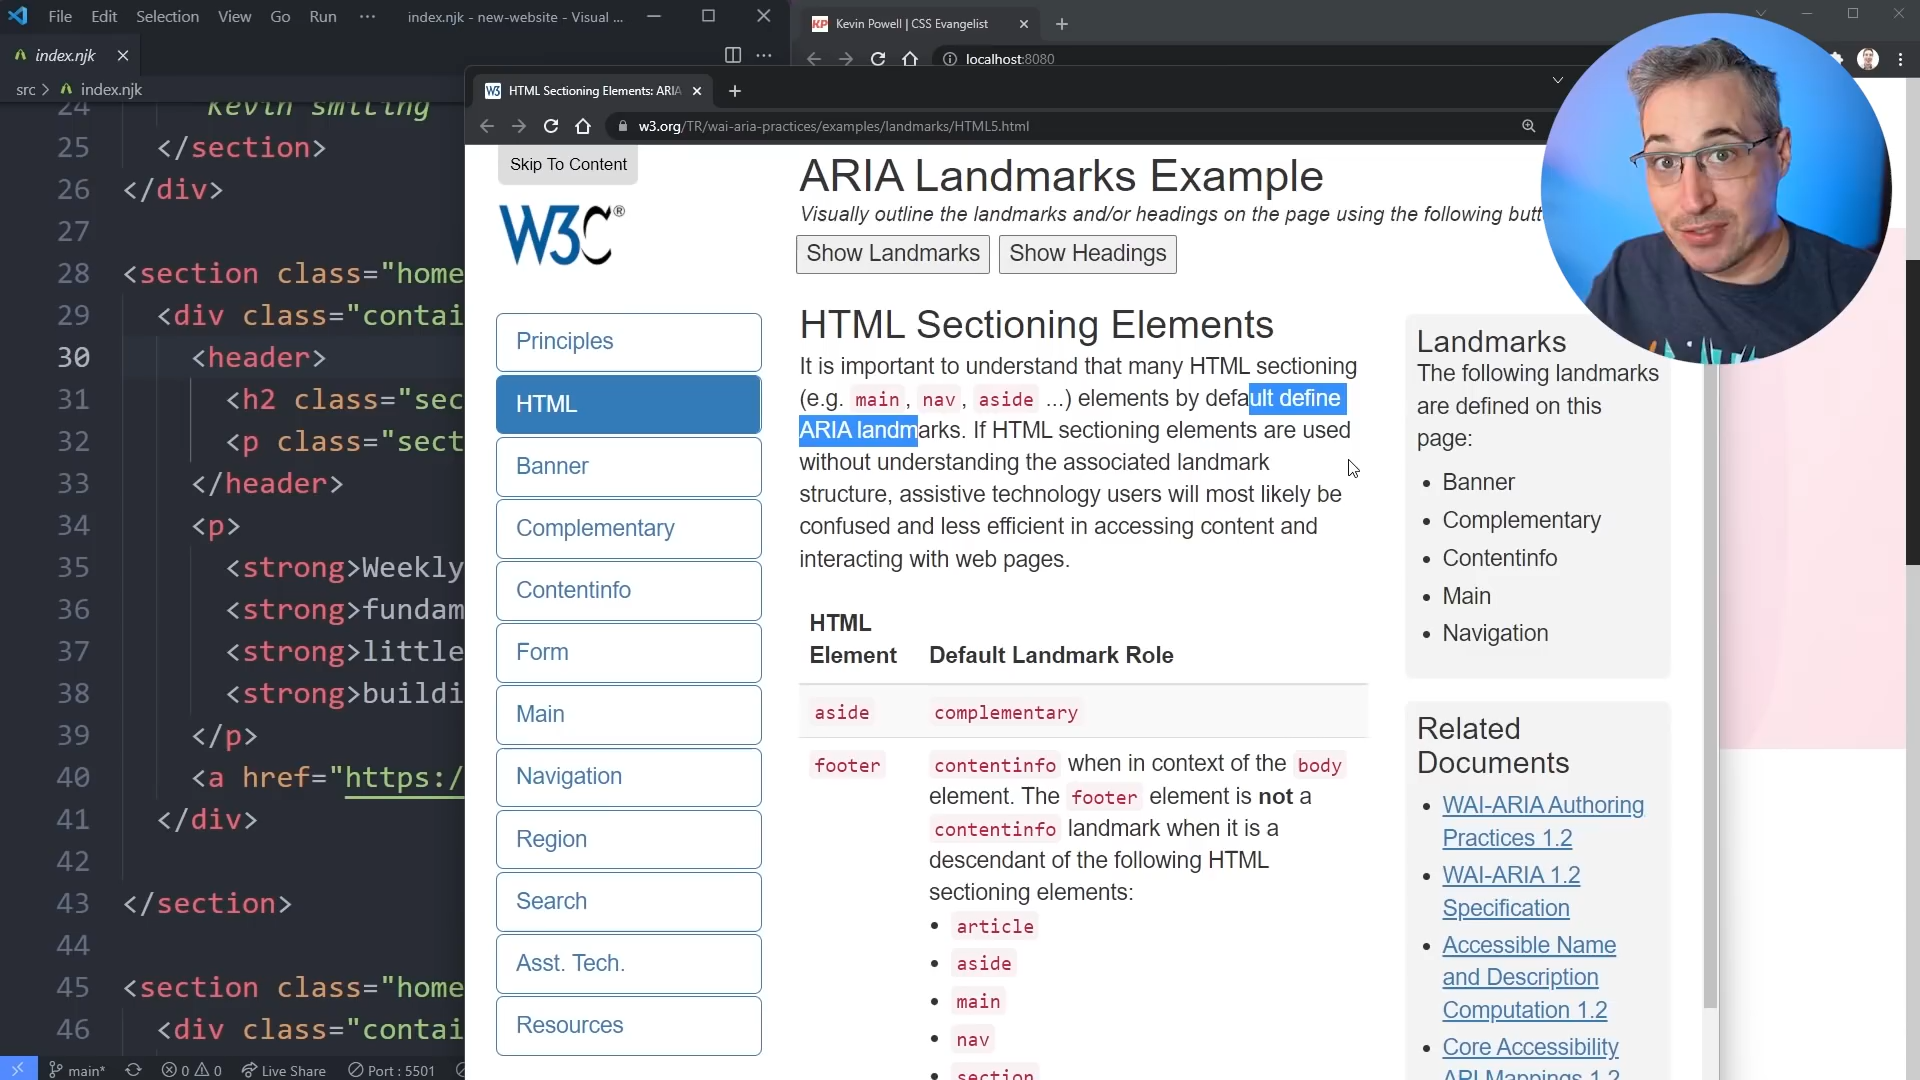 File Edit Selection View Go Run ··· index.njk - new-website - Visual ...
index.njk
src > index.njk
24 Kevin smiling
25 </section>
26 </div>
27
28 <section class="home
29 <div class="contai
30 <header>
31 <h2 class="sec
32 <p class="sect
33 </header>
34 <p>
35 <strong>Weekly
36 <strong>fundam
37 <strong>little
38 <strong>buildi
39 </p>
40 <a href="https:/
41 </div>
42
43 </section>
44
45 <section class="home
46 <div class="contai
main* 0 0 Live Share Port : 5501
KP Kevin Powell | CSS Evangelist
localhost:8080
W3 HTML Sectioning Elements: ARIA
w3.org/TR/wai-aria-practices/examples/landmarks/HTML5.html
Skip To Content
W3C®
Principles
HTML
Banner
Complementary
Contentinfo
Form
Main
Navigation
Region
Search
Asst. Tech.
Resources
ARIA Landmarks Example
Visually outline the landmarks and/or headings on the page using the following butt
Show Landmarks Show Headings
HTML Sectioning Elements
It is important to understand that many HTML sectioning
(e.g. main, nav, aside ...) elements by default define
ARIA landmarks. If HTML sectioning elements are used
without understanding the associated landmark
structure, assistive technology users will most likely be
confused and less efficient in accessing content and
interacting with web pages.
HTML
Element Default Landmark Role
aside complementary
footer contentinfo when in context of the body
element. The footer element is not a
contentinfo landmark when it is a
descendant of the following HTML
sectioning elements:
• article
• aside
• main
• nav
• section
Landmarks
The following landmarks
are defined on this
page:
• Banner
• Complementary
• Contentinfo
• Main
• Navigation
Related
Documents
• WAI-ARIA Authoring
Practices 1.2
• WAI-ARIA 1.2
Specification
• Accessible Name
and Description
Computation 1.2
• Core Accessibility
API Mappings 1.2